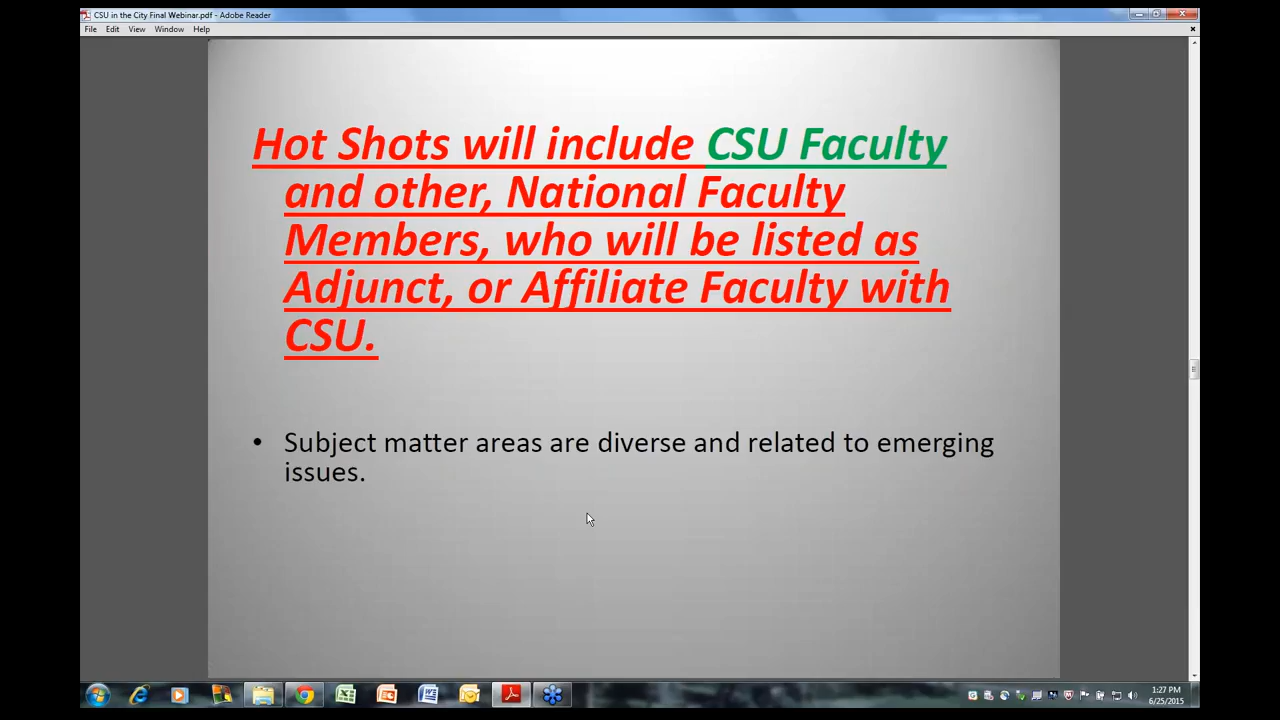 CSU in the City Final Webinar.pdf - Adobe Reader
File Edit View Window Help
Hot Shots will include CSU Faculty
and other, National Faculty
Members, who will be listed as
Adjunct, or Affiliate Faculty with
CSU.
• Subject matter areas are diverse and related to emerging
issues.
1:27 PM
6/25/2015